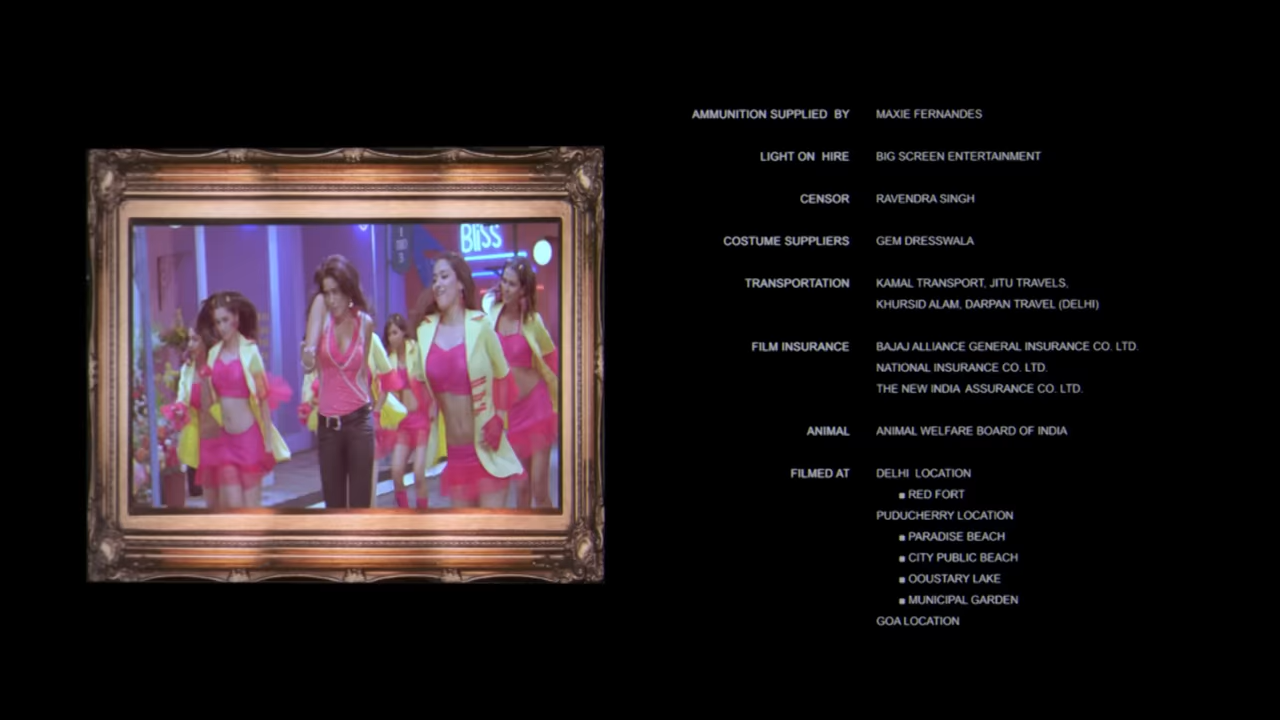 Bliss
AMMUNITION SUPPLIED BY MAXIE FERNANDES
LIGHT ON HIRE BIG SCREEN ENTERTAINMENT
CENSOR RAVENDRA SINGH
COSTUME SUPPLIERS GEM DRESSWALA
TRANSPORTATION KAMAL TRANSPORT, JITU TRAVELS,
KHURSID ALAM, DARPAN TRAVEL (DELHI)
FILM INSURANCE BAJAJ ALLIANCE GENERAL INSURANCE CO. LTD.
NATIONAL INSURANCE CO. LTD.
THE NEW INDIA ASSURANCE CO. LTD.
ANIMAL ANIMAL WELFARE BOARD OF INDIA
FILMED AT DELHI LOCATION
■ RED FORT
PUDUCHERRY LOCATION
■ PARADISE BEACH
■ CITY PUBLIC BEACH
■ OOUSTARY LAKE
■ MUNICIPAL GARDEN
GOA LOCATION